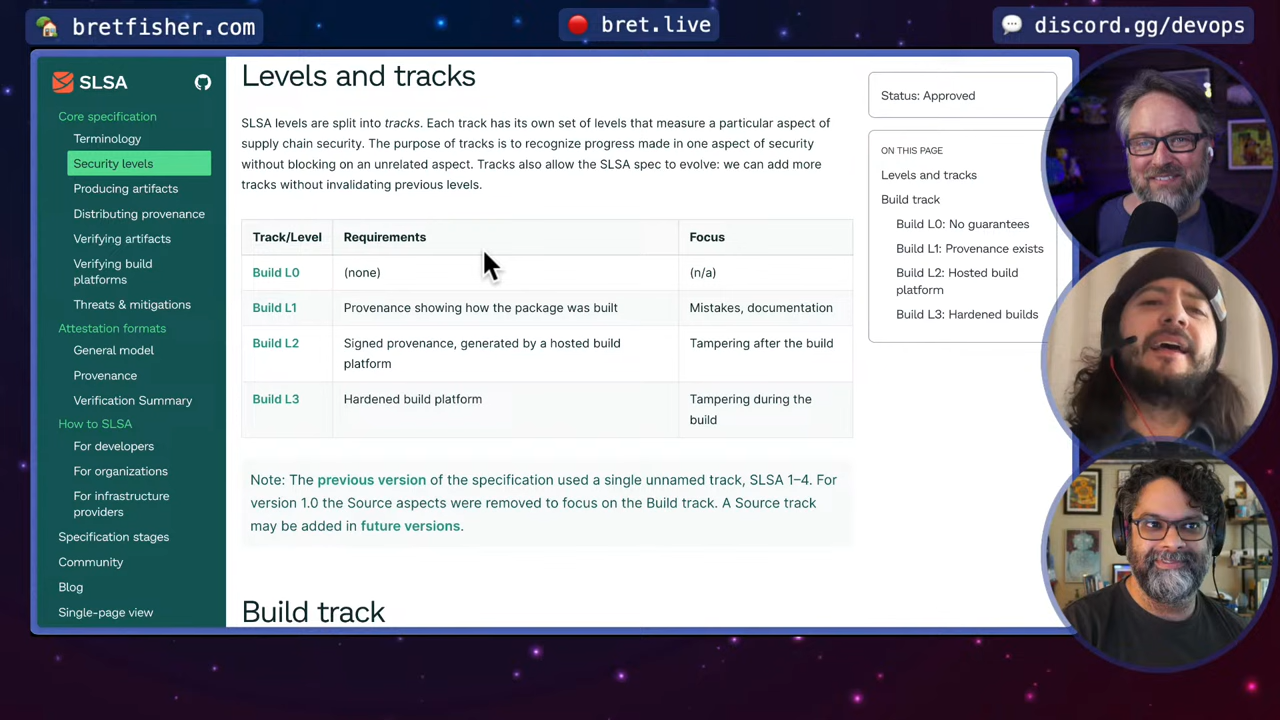 bretfisher.com
bret.live
discord.gg/devops
SLSA
Core specification
Terminology
Security levels
Producing artifacts
Distributing provenance
Verifying artifacts
Verifying build
platforms
Threats & mitigations
Attestation formats
General model
Provenance
Verification Summary
How to SLSA
For developers
For organizations
For infrastructure
providers
Specification stages
Community
Blog
Single-page view
Levels and tracks
SLSA levels are split into tracks. Each track has its own set of levels that measure a particular aspect of
supply chain security. The purpose of tracks is to recognize progress made in one aspect of security
without blocking on an unrelated aspect. Tracks also allow the SLSA spec to evolve: we can add more
tracks without invalidating previous levels.
Track/Level Requirements Focus
Build L0 (none) (n/a)
Build L1 Provenance showing how the package was built Mistakes, documentation
Build L2 Signed provenance, generated by a hosted build Tampering after the build
platform
Build L3 Hardened build platform Tampering during the
build
Note: The previous version of the specification used a single unnamed track, SLSA 1–4. For
version 1.0 the Source aspects were removed to focus on the Build track. A Source track
may be added in future versions.
Build track
Status: Approved
ON THIS PAGE
Levels and tracks
Build track
Build L0: No guarantees
Build L1: Provenance exists
Build L2: Hosted build
platform
Build L3: Hardened builds